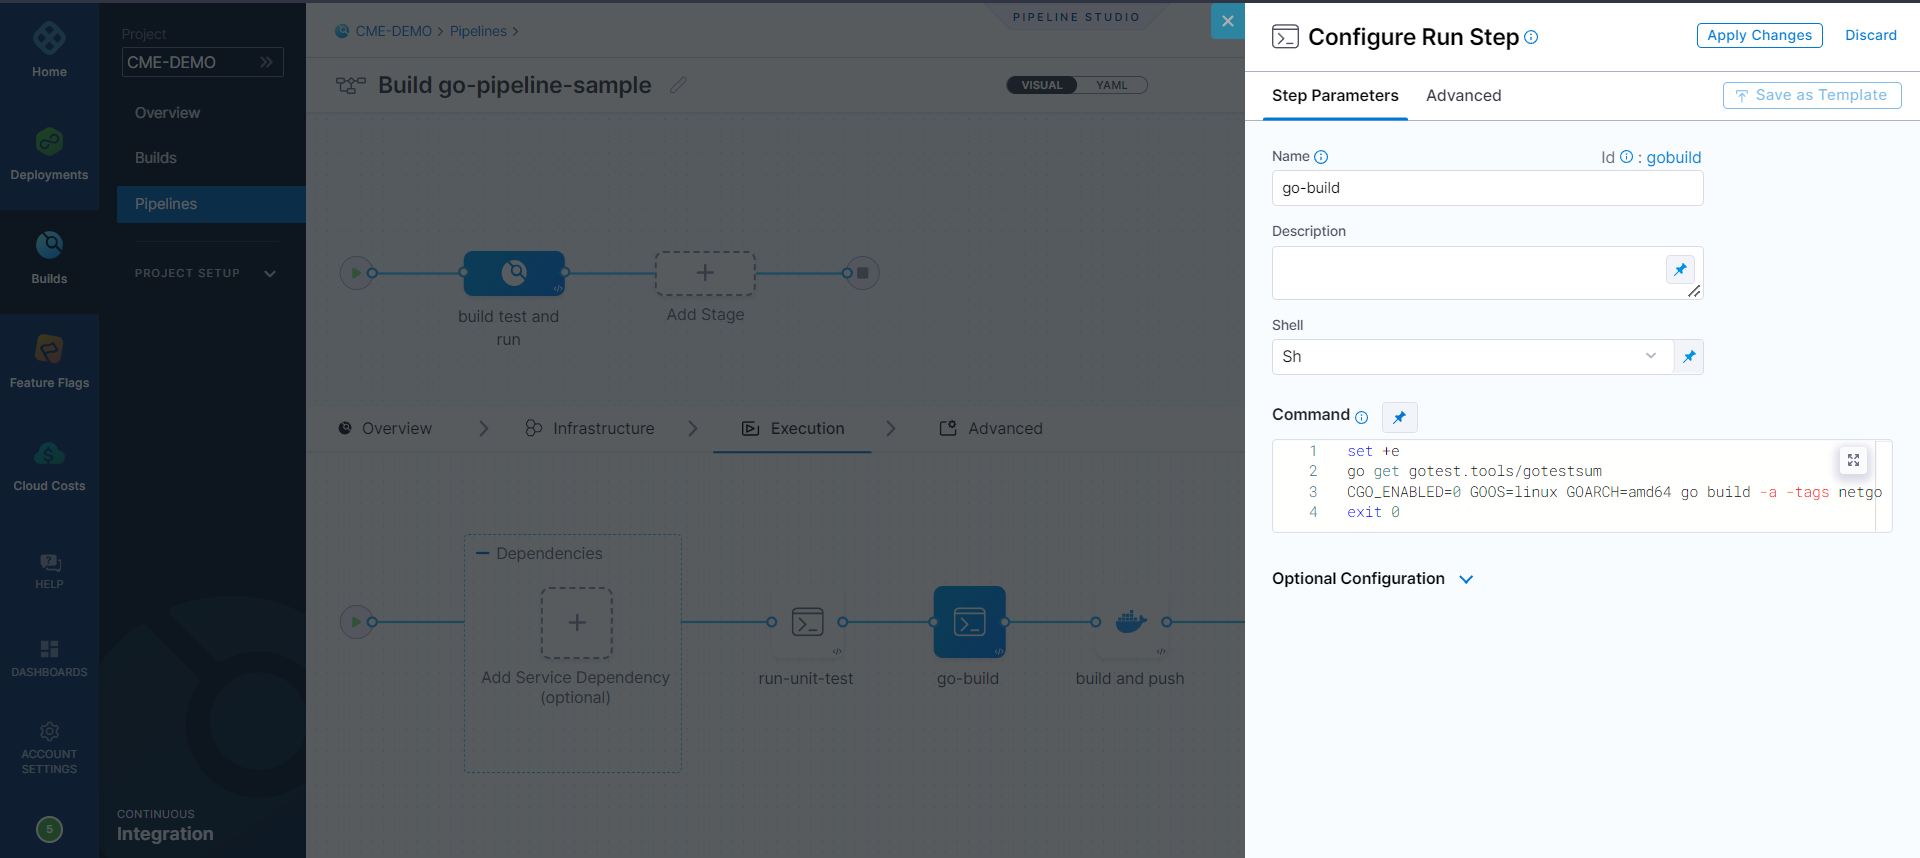 Home
Deployments
Builds
Feature Flags
Cloud Costs
HELP
DASHBOARDS
ACCOUNT
SETTINGS
5
Project
CME-DEMO
Overview
Builds
Pipelines
PROJECT SETUP
CONTINUOUS
Integration
PIPELINE STUDIO
CME-DEMO > Pipelines >
Build go-pipeline-sample
VISUAL YAML
build test and
run
Add Stage
Overview
Infrastructure
Execution
Advanced
Dependencies
Add Service Dependency
(optional)
run-unit-test
go-build
build and push
Configure Run Step
Apply Changes
Discard
Step Parameters
Advanced
Save as Template
Name
Id : gobuild
go-build
Description
Shell
Sh
Command
1 set +e
2 go get gotest.tools/gotestsum
3 CGO_ENABLED=0 GOOS=linux GOARCH=amd64 go build -a -tags netgo
4 exit 0
Optional Configuration